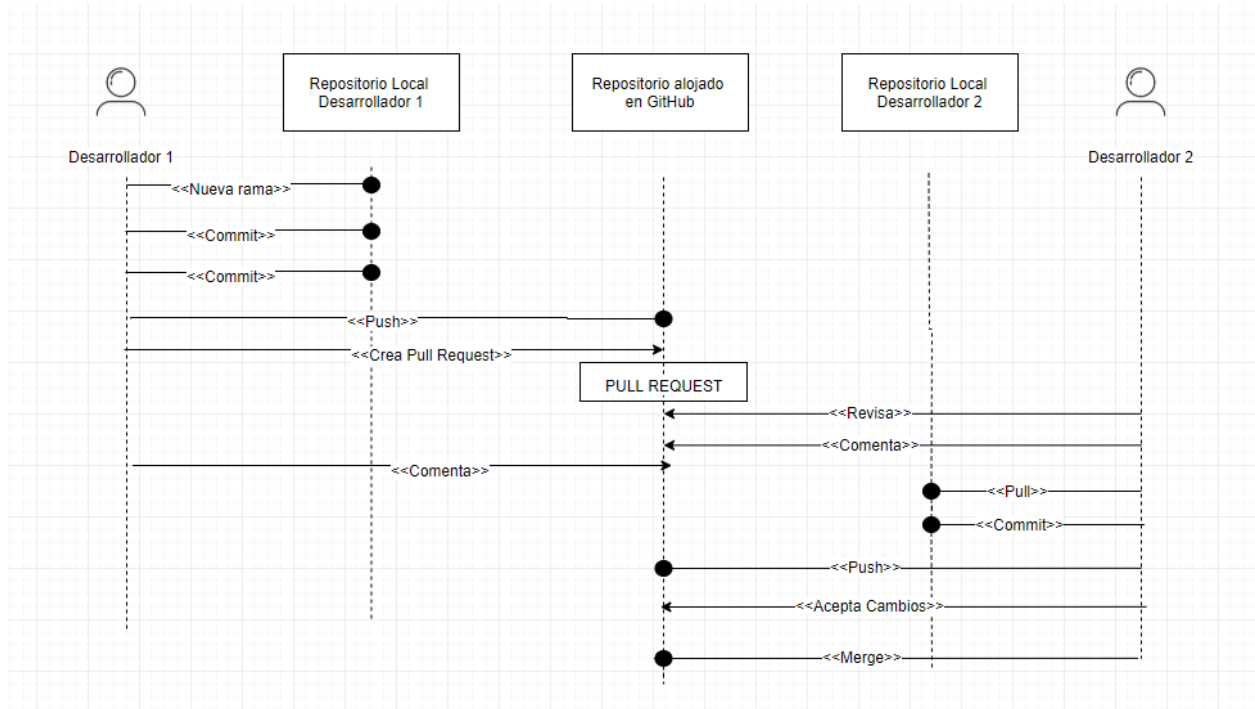 Repositorio Local
Desarrollador 1
Repositorio alojado
en GitHub
Repositorio Local
Desarrollador 2
Desarrollador 1
Desarrollador 2
<<Nueva rama>>
<<Commit>>
<<Commit>>
<<Push>>
<<Crea Pull Request>>
PULL REQUEST
<<Revisa>>
<<Comenta>>
<<Comenta>>
<<Pull>>
<<Commit>>
<<Push>>
<<Acepta Cambios>>
<<Merge>>